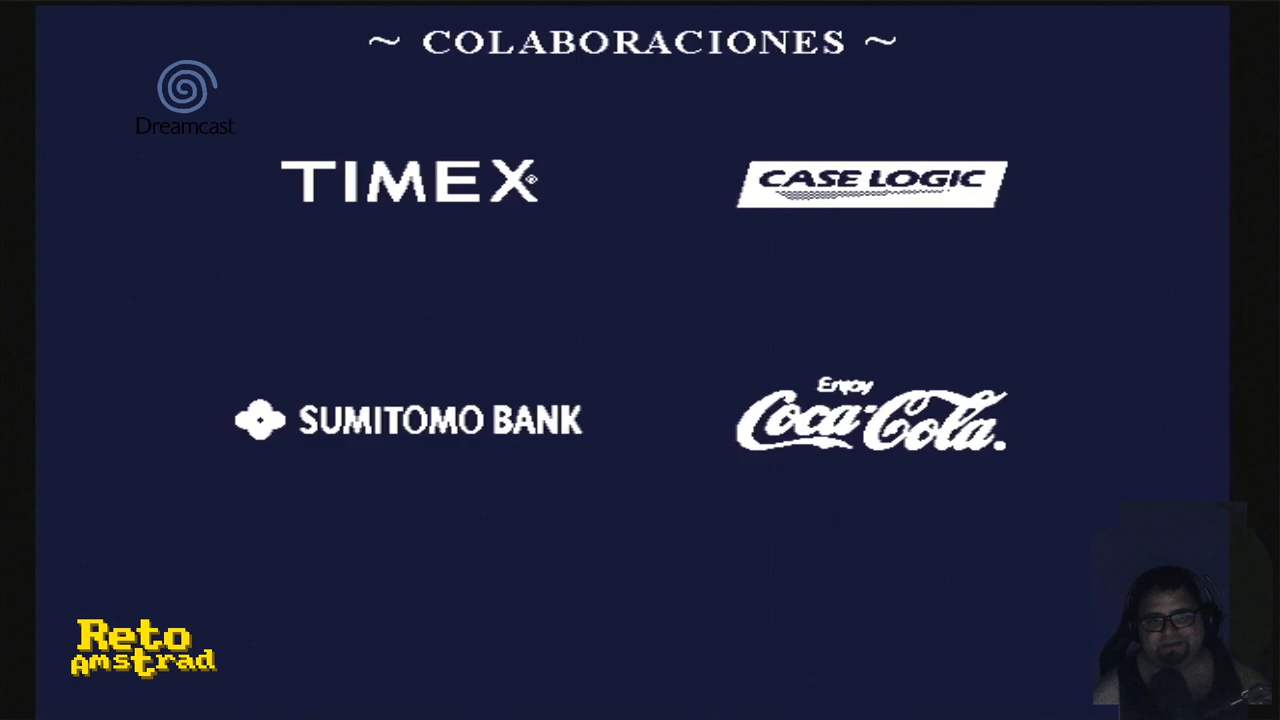 ~ COLABORACIONES ~
Dreamcast
TIMEX®
CASE LOGIC
SUMITOMO BANK
Enjoy
Coca-Cola.
Reto
Amstrad